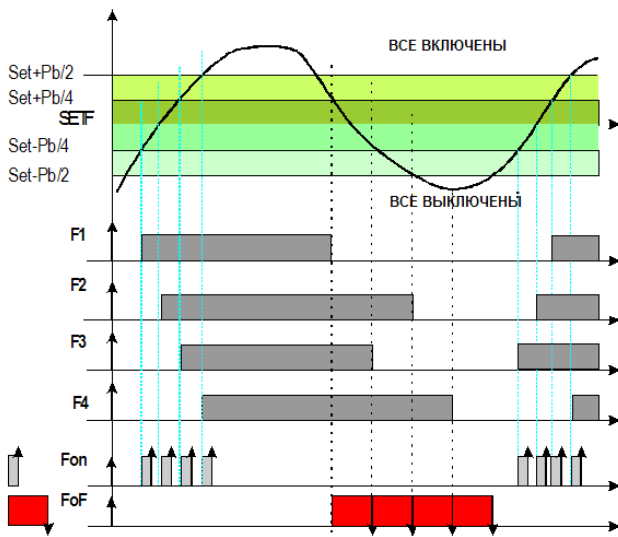 ВСЕ ВКЛЮЧЕНЫ
Set+Pb/2
Set+Pb/4
SETF
Set-Pb/4
Set-Pb/2
ВСЕ ВЫКЛЮЧЕНЫ
F1
F2
F3
F4
Fon
FoF